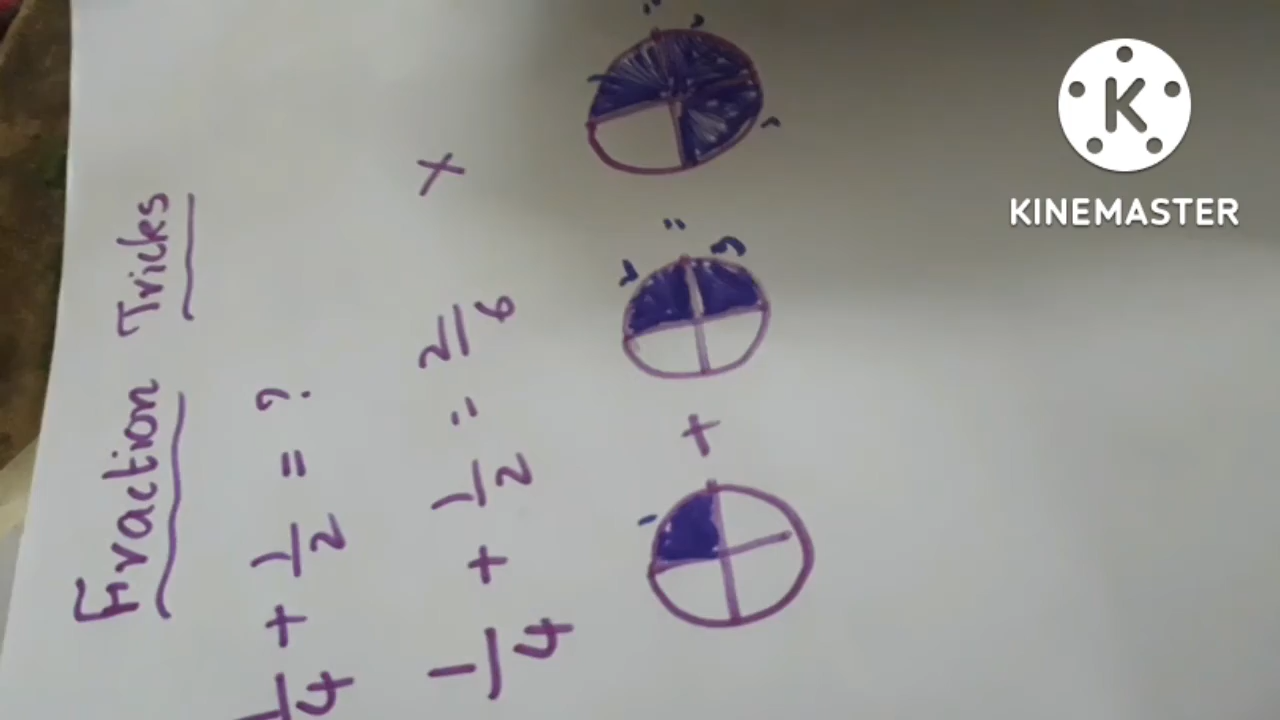 Fraction Tricks
1/4 + 1/2 = ?
1/4 + 1/2 = 2/6 ×
+ =
K
KINEMASTER